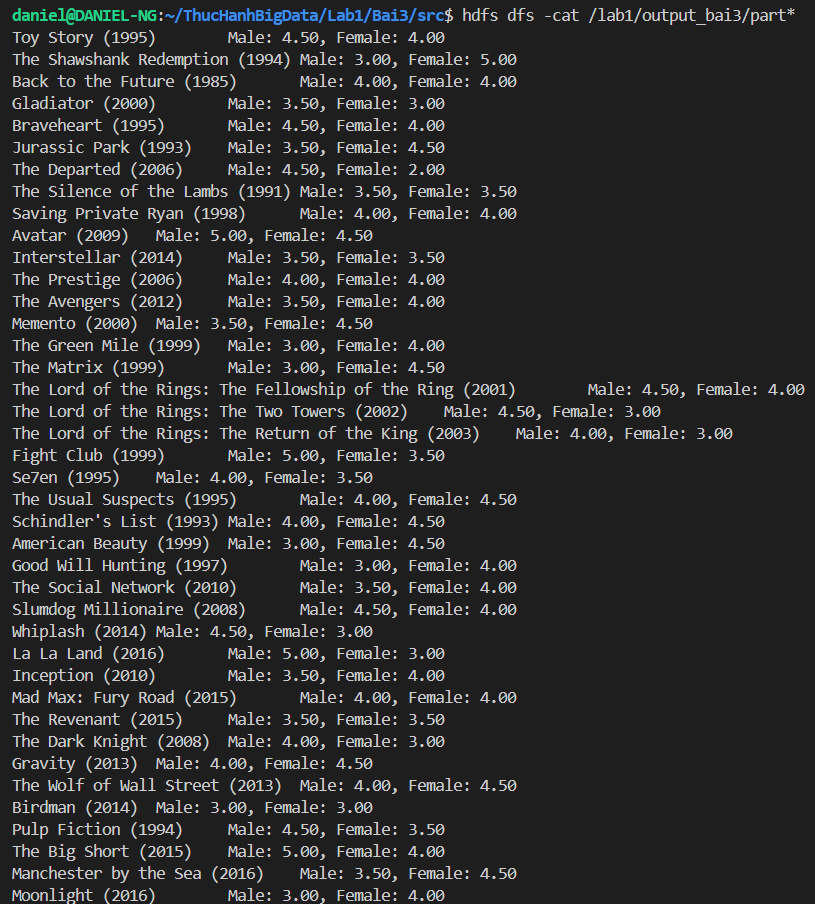 daniel@DANIEL-NG:~/ThucHanhBigData/Lab1/Bai3/src$ hdfs dfs -cat /lab1/output_bai3/part*
Toy Story (1995)	Male: 4.50, Female: 4.00
The Shawshank Redemption (1994)	Male: 3.00, Female: 5.00
Back to the Future (1985)	Male: 4.00, Female: 4.00
Gladiator (2000)	Male: 3.50, Female: 3.00
Braveheart (1995)	Male: 4.50, Female: 4.00
Jurassic Park (1993)	Male: 3.50, Female: 4.50
The Departed (2006)	Male: 4.50, Female: 2.00
The Silence of the Lambs (1991)	Male: 3.50, Female: 3.50
Saving Private Ryan (1998)	Male: 4.00, Female: 4.00
Avatar (2009)	Male: 5.00, Female: 4.50
Interstellar (2014)	Male: 3.50, Female: 3.50
The Prestige (2006)	Male: 4.00, Female: 4.00
The Avengers (2012)	Male: 3.50, Female: 4.00
Memento (2000)	Male: 3.50, Female: 4.50
The Green Mile (1999)	Male: 3.00, Female: 4.00
The Matrix (1999)	Male: 3.00, Female: 4.50
The Lord of the Rings: The Fellowship of the Ring (2001)	Male: 4.50, Female: 4.00
The Lord of the Rings: The Two Towers (2002)	Male: 4.50, Female: 3.00
The Lord of the Rings: The Return of the King (2003)	Male: 4.00, Female: 3.00
Fight Club (1999)	Male: 5.00, Female: 3.50
Se7en (1995)	Male: 4.00, Female: 3.50
The Usual Suspects (1995)	Male: 4.00, Female: 4.50
Schindler's List (1993)	Male: 4.00, Female: 4.50
American Beauty (1999)	Male: 3.00, Female: 4.50
Good Will Hunting (1997)	Male: 3.00, Female: 4.00
The Social Network (2010)	Male: 3.50, Female: 4.00
Slumdog Millionaire (2008)	Male: 4.50, Female: 4.00
Whiplash (2014)	Male: 4.50, Female: 3.00
La La Land (2016)	Male: 5.00, Female: 3.00
Inception (2010)	Male: 3.50, Female: 4.00
Mad Max: Fury Road (2015)	Male: 4.00, Female: 4.00
The Revenant (2015)	Male: 3.50, Female: 3.50
The Dark Knight (2008)	Male: 4.00, Female: 3.00
Gravity (2013)	Male: 4.00, Female: 4.50
The Wolf of Wall Street (2013)	Male: 4.00, Female: 4.50
Birdman (2014)	Male: 3.00, Female: 3.00
Pulp Fiction (1994)	Male: 4.50, Female: 3.50
The Big Short (2015)	Male: 5.00, Female: 4.00
Manchester by the Sea (2016)	Male: 3.50, Female: 4.50
Moonlight (2016)	Male: 3.00, Female: 4.00